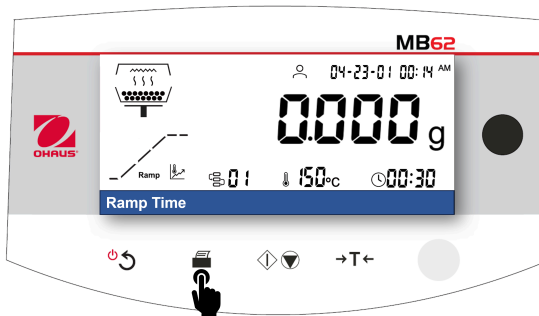 MB62
04-23-01 00:14 AM
0.000 g
OHAUS
Ramp
01
150°C
00:30
Ramp Time
→T←